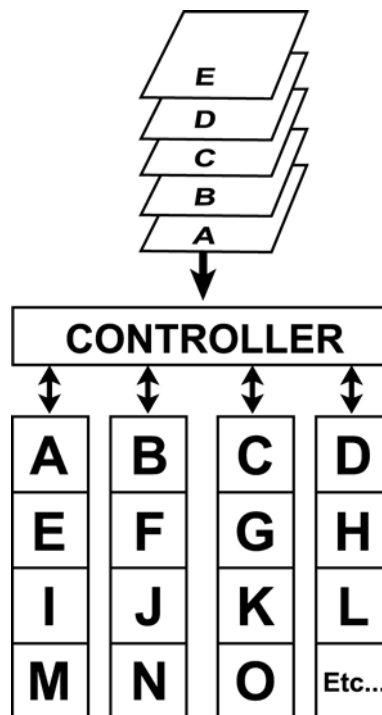 E
D
C
B
A
CONTROLLER
A B C D
E F G H
I J K L
M N O Etc...